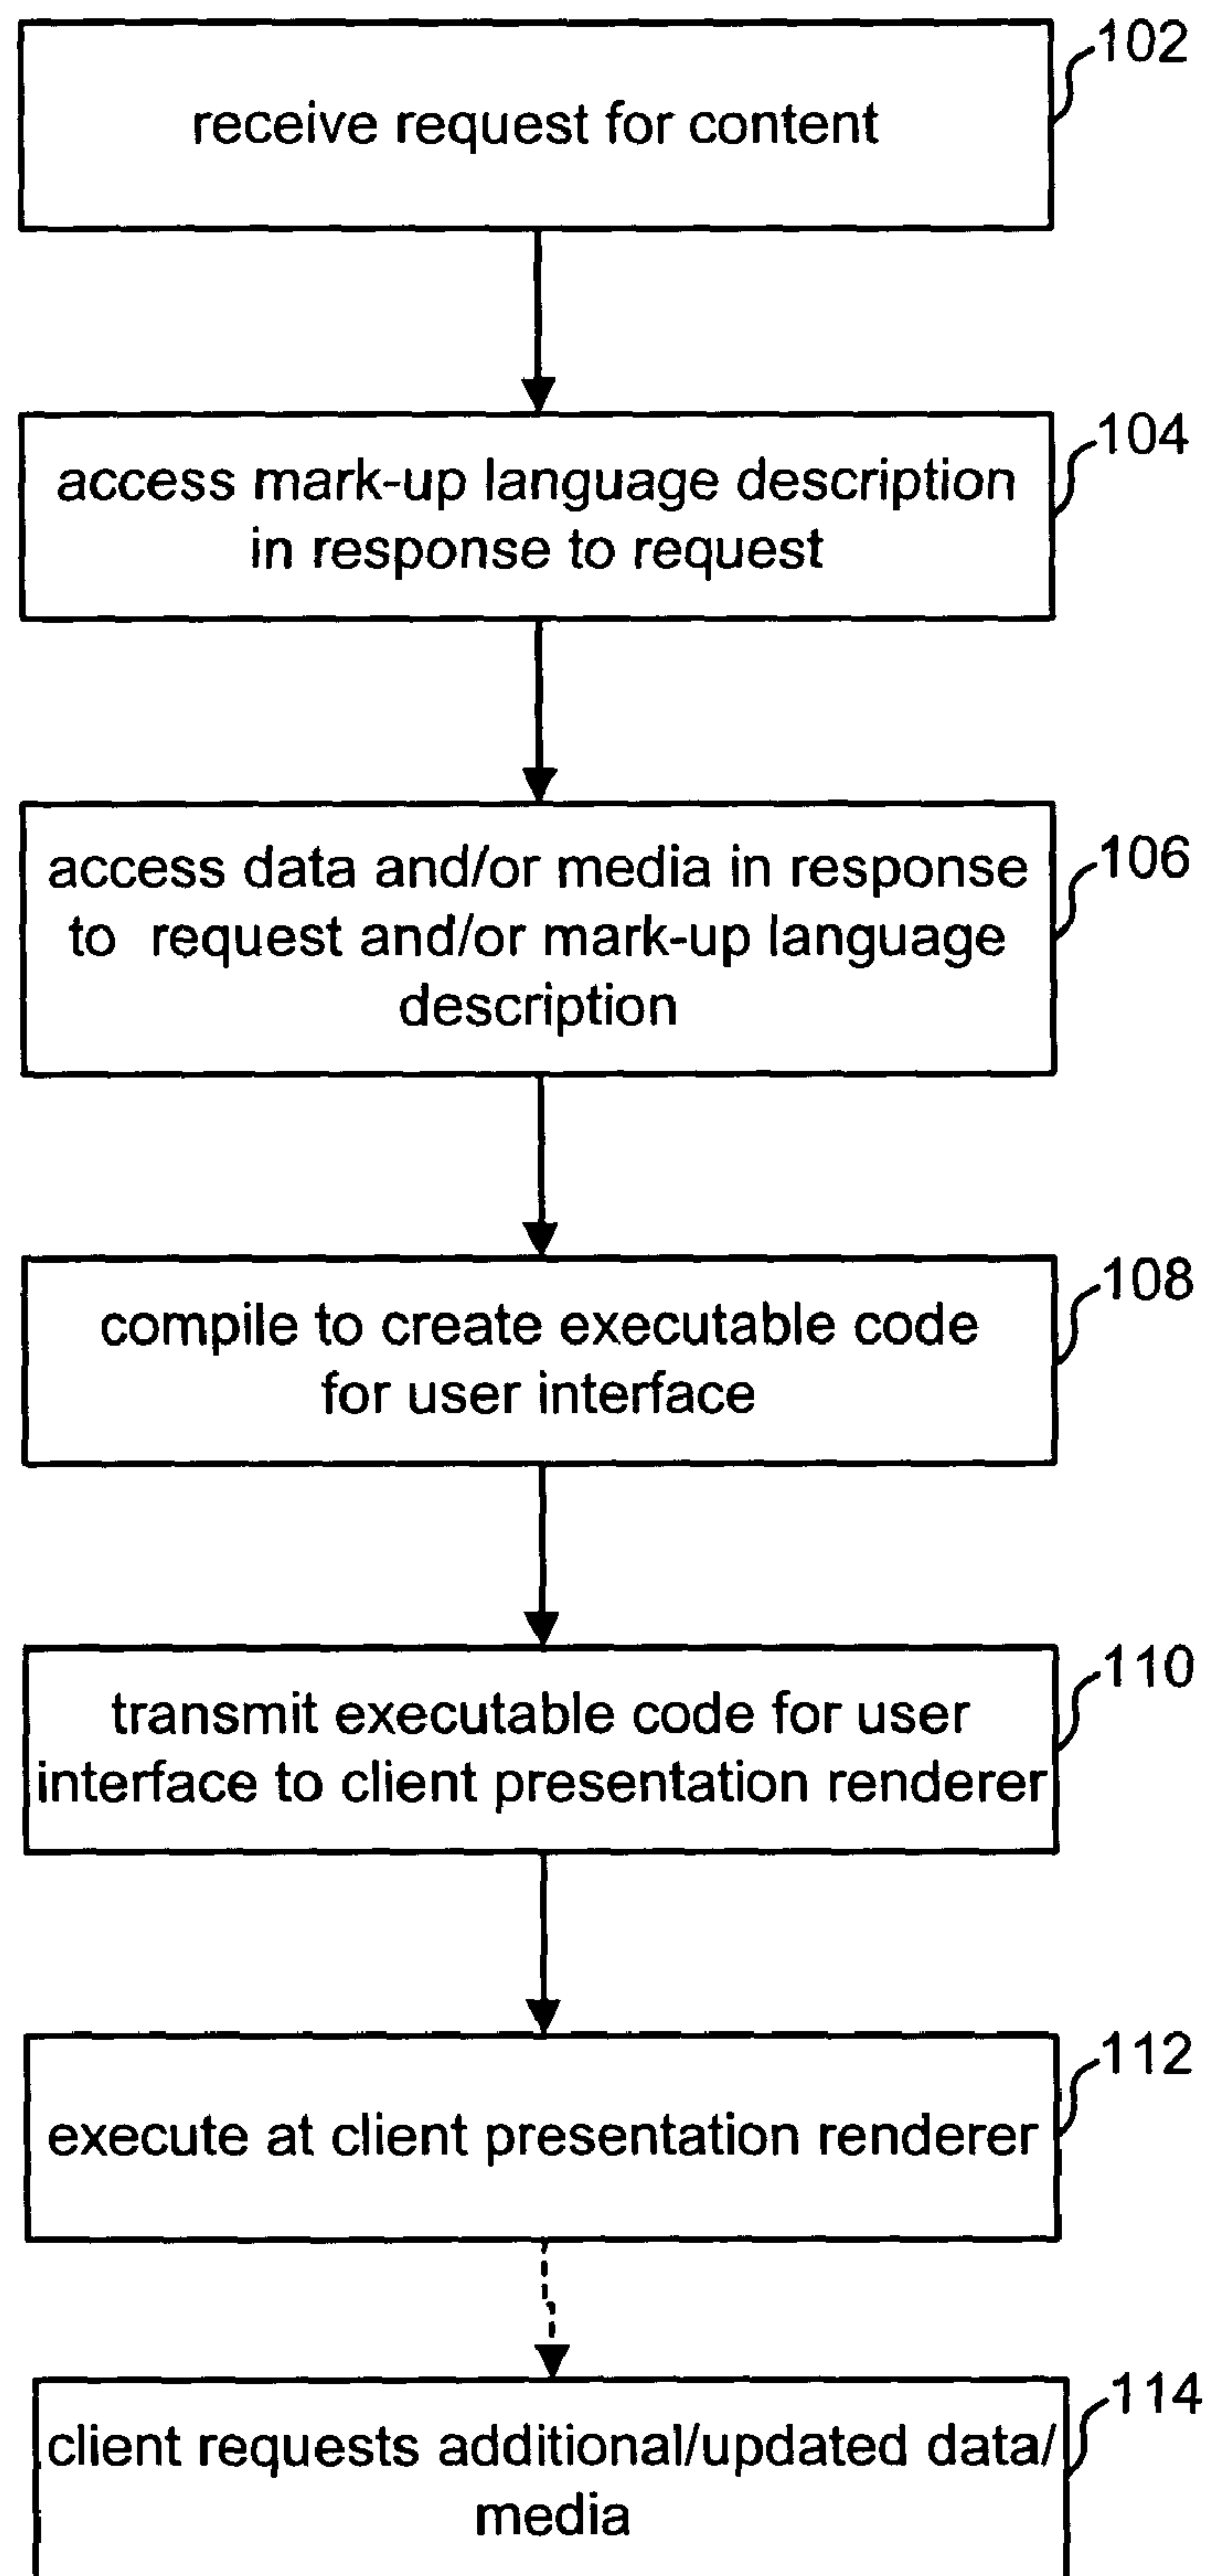 102
receive request for content
104
access mark-up language description
in response to request
106
access data and/or media in response
to request and/or mark-up language
description
108
compile to create executable code
for user interface
110
transmit executable code for user
interface to client presentation renderer
112
execute at client presentation renderer
114
client requests additional/updated data/
media